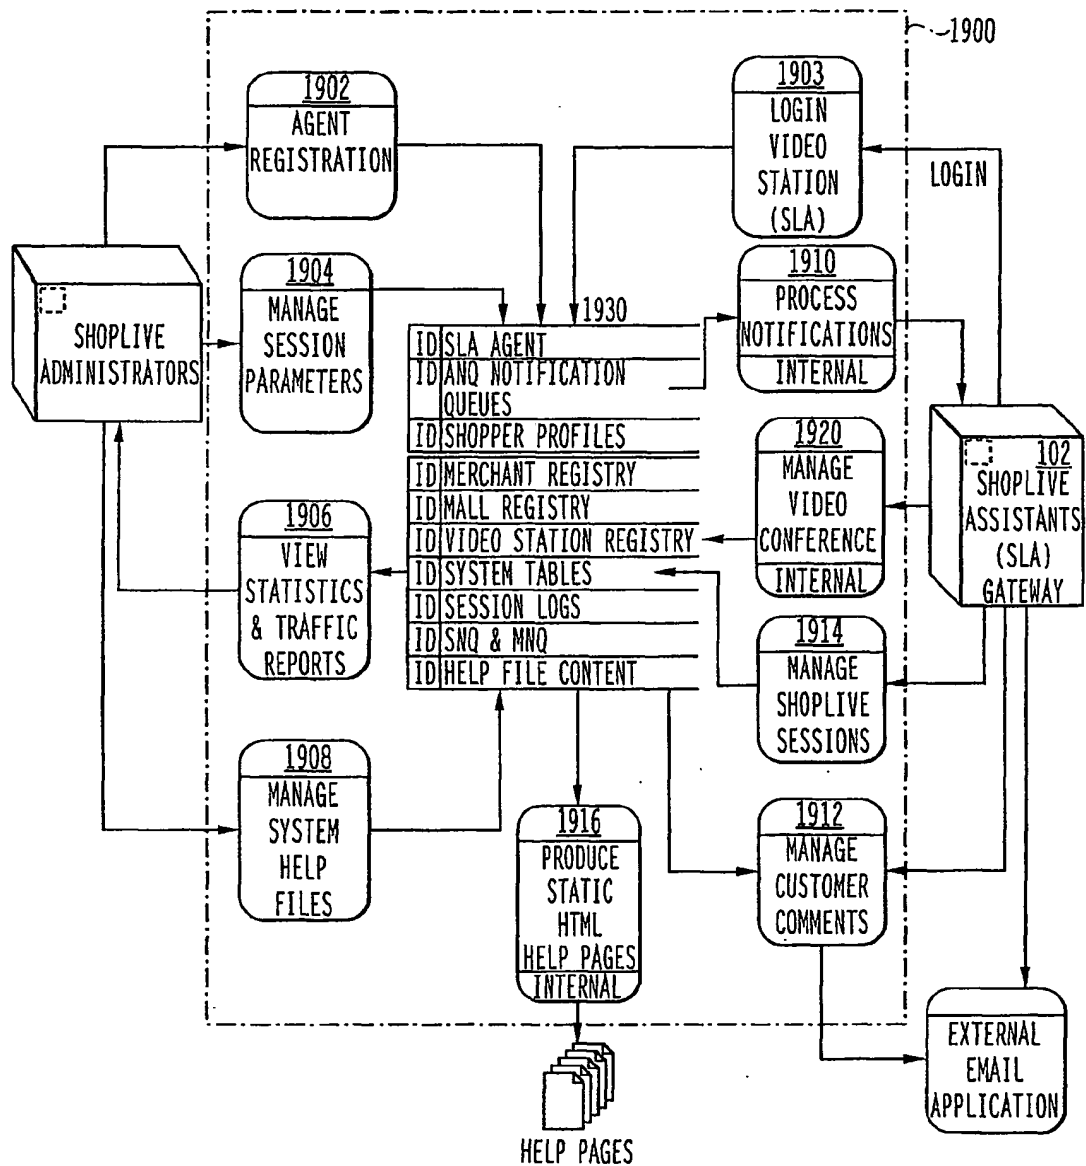 1900
1902
AGENT
REGISTRATION
1903
LOGIN
VIDEO
STATION
(SLA)
LOGIN
SHOPLIVE
ADMINISTRATORS
1904
MANAGE
SESSION
PARAMETERS
1910
PROCESS
NOTIFICATIONS
INTERNAL
1930
ID SLA AGENT
ID ANQ NOTIFICATION
QUEUES
ID SHOPPER PROFILES
ID MERCHANT REGISTRY
ID MALL REGISTRY
ID VIDEO STATION REGISTRY
ID SYSTEM TABLES
ID SESSION LOGS
ID SNQ & MNQ
ID HELP FILE CONTENT
1920
MANAGE
VIDEO
CONFERENCE
INTERNAL
102
SHOPLIVE
ASSISTANTS
(SLA)
GATEWAY
1906
VIEW
STATISTICS
& TRAFFIC
REPORTS
1914
MANAGE
SHOPLIVE
SESSIONS
1908
MANAGE
SYSTEM
HELP
FILES
1916
PRODUCE
STATIC
HTML
HELP PAGES
INTERNAL
1912
MANAGE
CUSTOMER
COMMENTS
EXTERNAL
EMAIL
APPLICATION
HELP PAGES